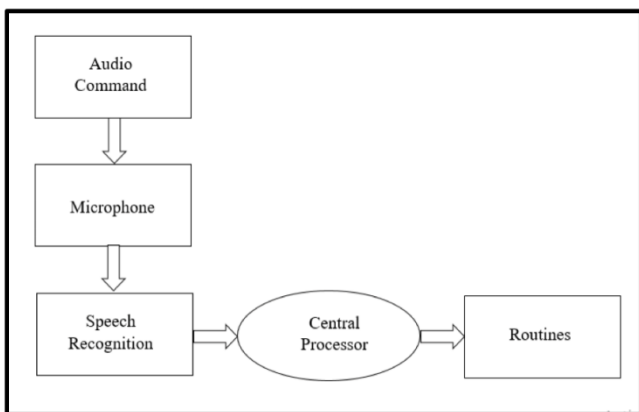 Audio
Command
Microphone
Speech
Recognition
Central
Processor
Routines